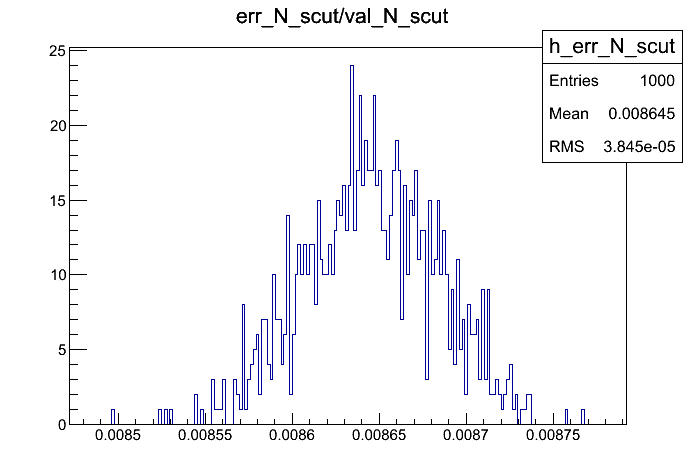 err_N_scut/val_N_scut
h_err_N_scut
Entries 1000
Mean 0.008645
RMS 3.845e-05
25
20
15
10
5
0
0.0085 0.00855 0.0086 0.00865 0.0087 0.00875